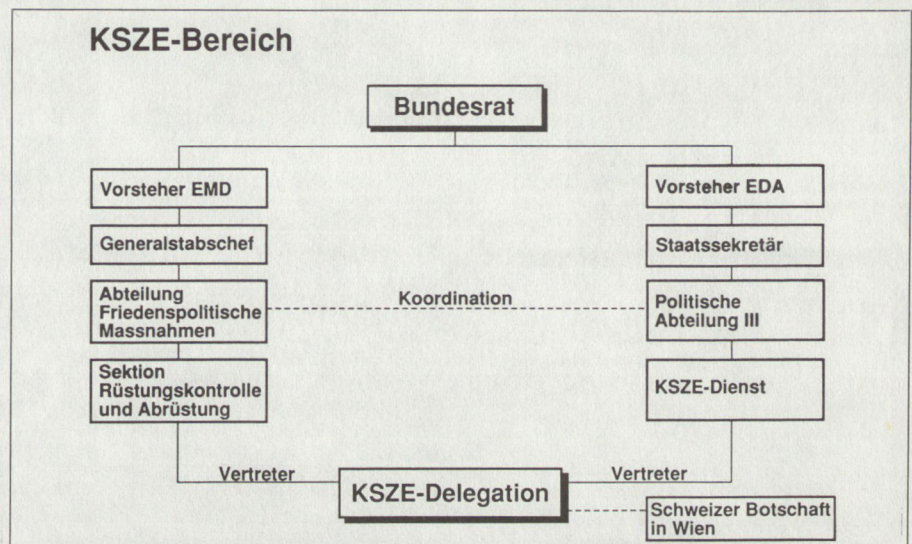 KSZE-Bereich
Bundesrat
Vorsteher EMD
Vorsteher EDA
Generalstabschef
Staatssekretär
Abteilung
Friedenspolitische
Massnahmen
Koordination
Politische
Abteilung III
Sektion
Rüstungskontrolle
und Abrüstung
KSZE-Dienst
Vertreter
KSZE-Delegation
Vertreter
Schweizer Botschaft
in Wien